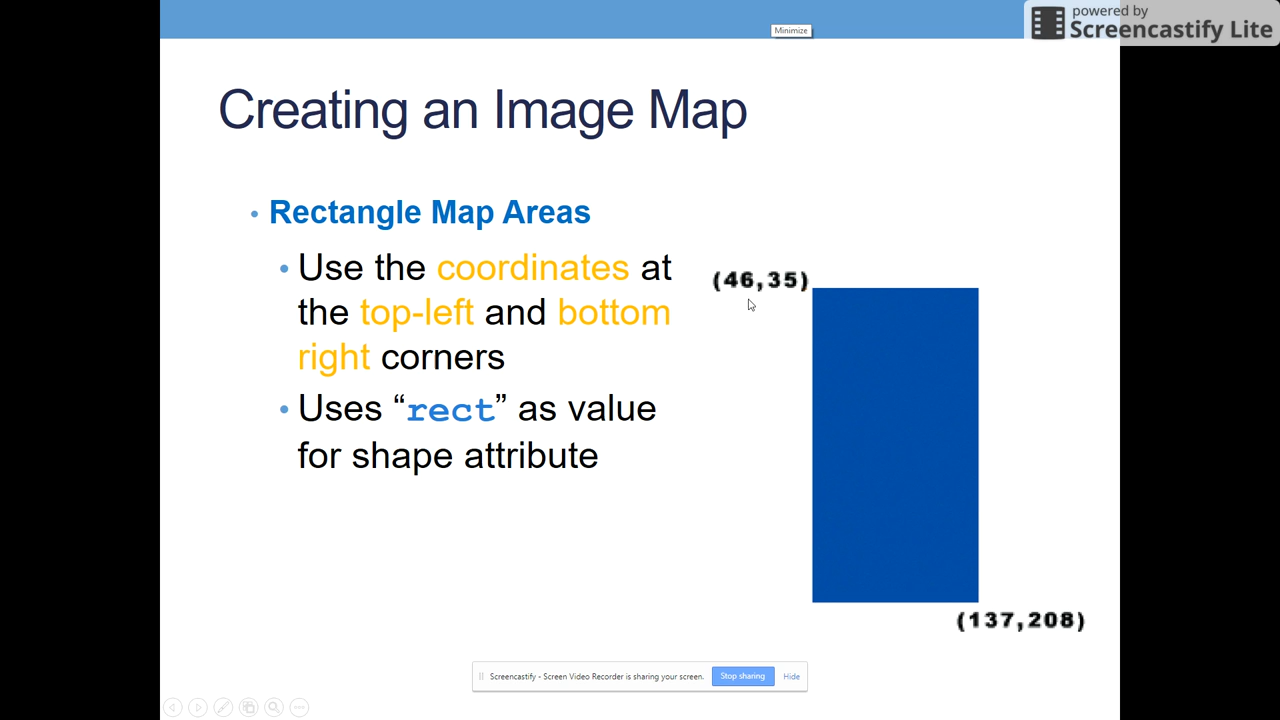 powered by
Screencastify Lite
Minimize
Creating an Image Map
• Rectangle Map Areas
• Use the coordinates at
the top-left and bottom
right corners
• Uses “rect” as value
for shape attribute
(46,35)
(137,208)
Screencastify - Screen Video Recorder is sharing your screen.
Stop sharing
Hide